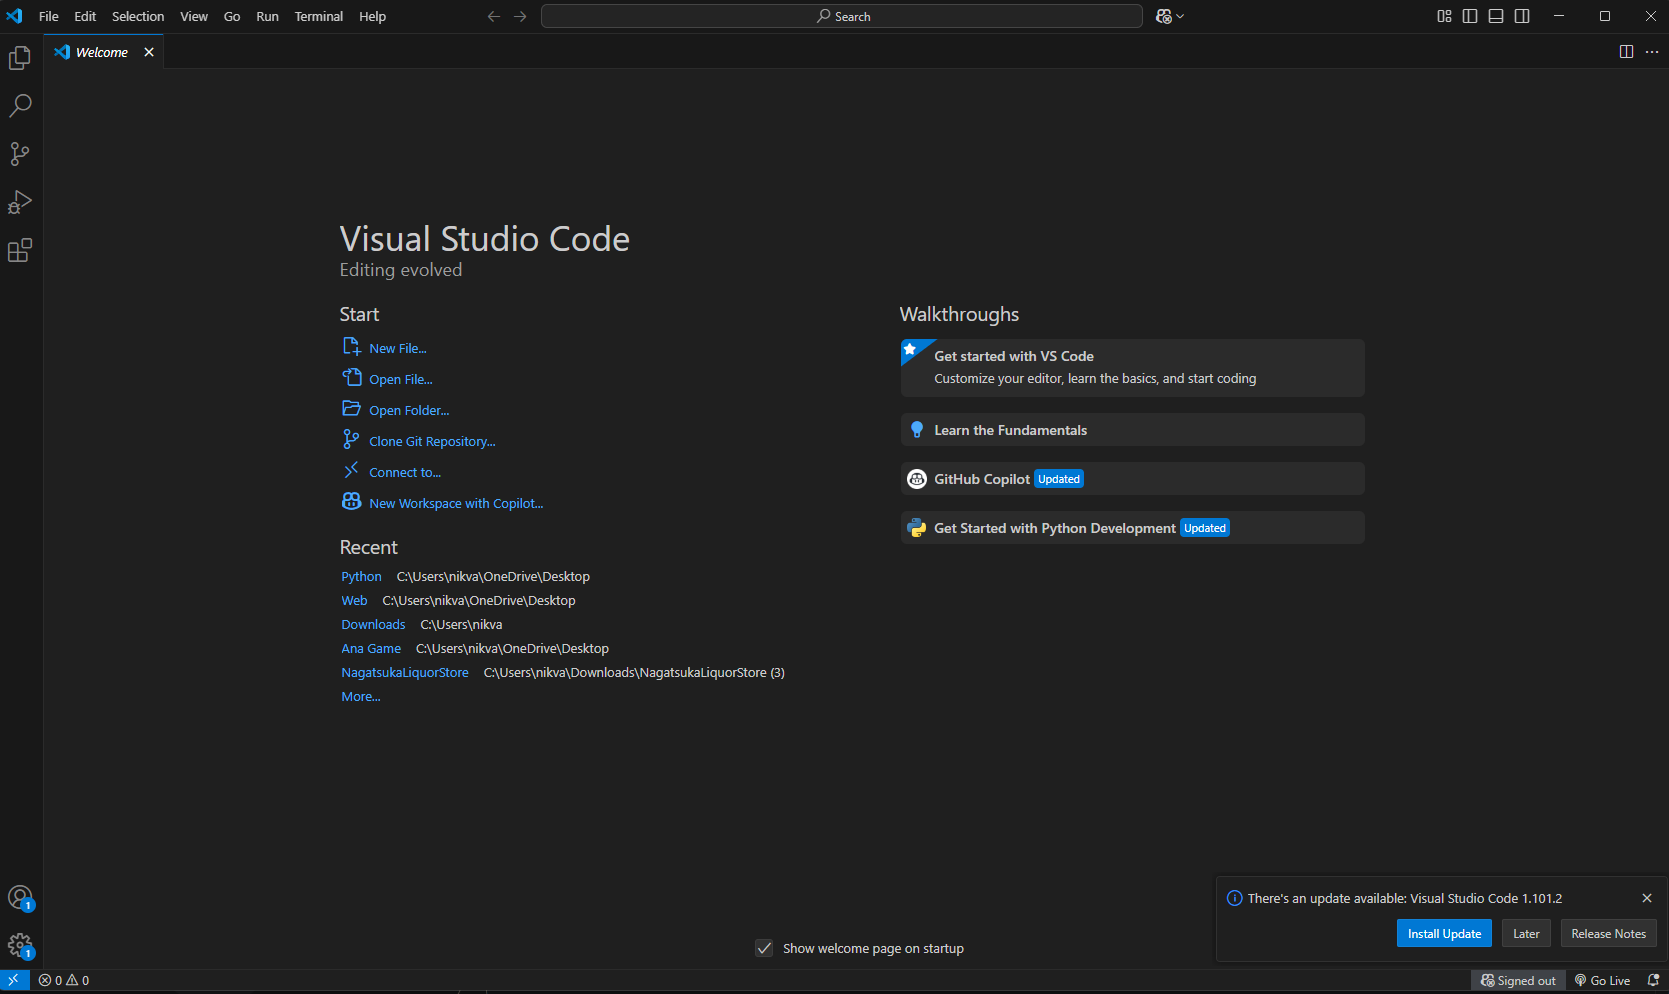 File Edit Selection View Go Run Terminal Help Search
Welcome
Visual Studio Code
Editing evolved
Start
New File...
Open File...
Open Folder...
Clone Git Repository...
Connect to...
New Workspace with Copilot...
Recent
Python C:\Users\nikva\OneDrive\Desktop
Web C:\Users\nikva\OneDrive\Desktop
Downloads C:\Users\nikva
Ana Game C:\Users\nikva\OneDrive\Desktop
NagatsukaLiquorStore C:\Users\nikva\Downloads\NagatsukaLiquorStore (3)
More...
Walkthroughs
Get started with VS Code
Customize your editor, learn the basics, and start coding
Learn the Fundamentals
GitHub Copilot Updated
Get Started with Python Development Updated
Show welcome page on startup
There's an update available: Visual Studio Code 1.101.2
Install Update Later Release Notes
1
1
0 0 Signed out Go Live